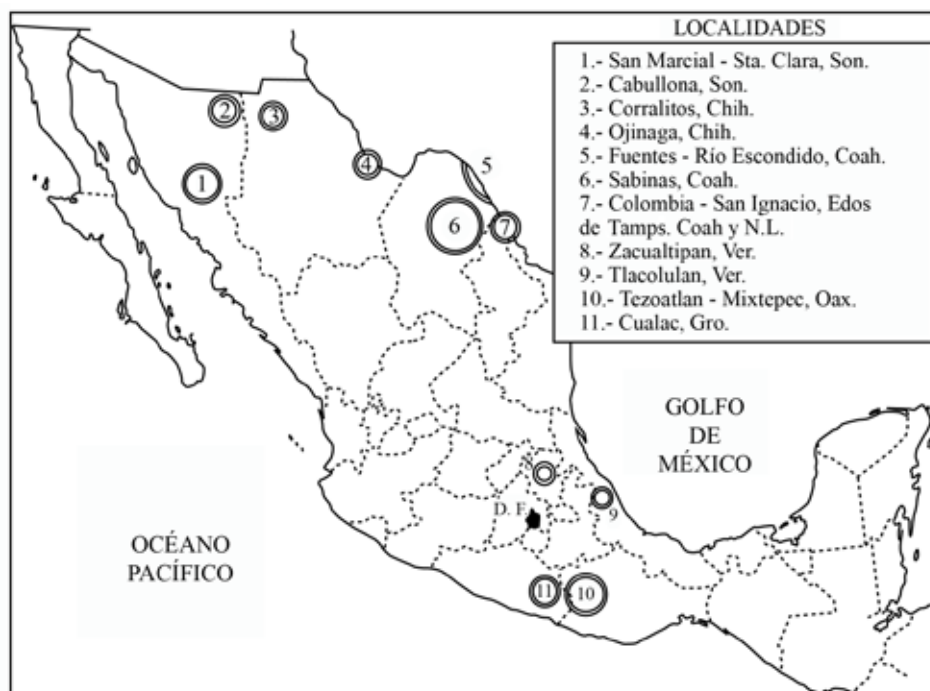 LOCALIDADES
1.- San Marcial - Sta. Clara, Son.
2.- Cabullona, Son.
3.- Corralitos, Chih.
4.- Ojinaga, Chih.
5.- Fuentes - Río Escondido, Coah.
6.- Sabinas, Coah.
7.- Colombia - San Ignacio, Edos
de Tamps. Coah y N.L.
8.- Zacualtipan, Ver.
9.- Tlacolulan, Ver.
10.- Tezoatlan - Mixtepec, Oax.
11.- Cualac, Gro.
2
3
4
5
1
6
7
GOLFO
DE
MÉXICO
8
9
D. F.
OCÉANO
PACÍFICO
11
10